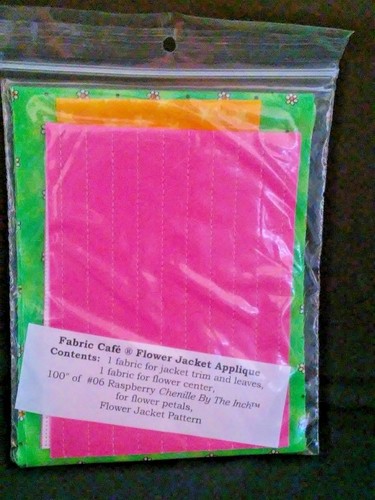 Fabric Café ® Flower Jacket Applique
Contents: 1 fabric for jacket trim and leaves,
1 fabric for flower center,
100" of #06 Raspberry Chenille By The Inch™
for flower petals,
Flower Jacket Pattern